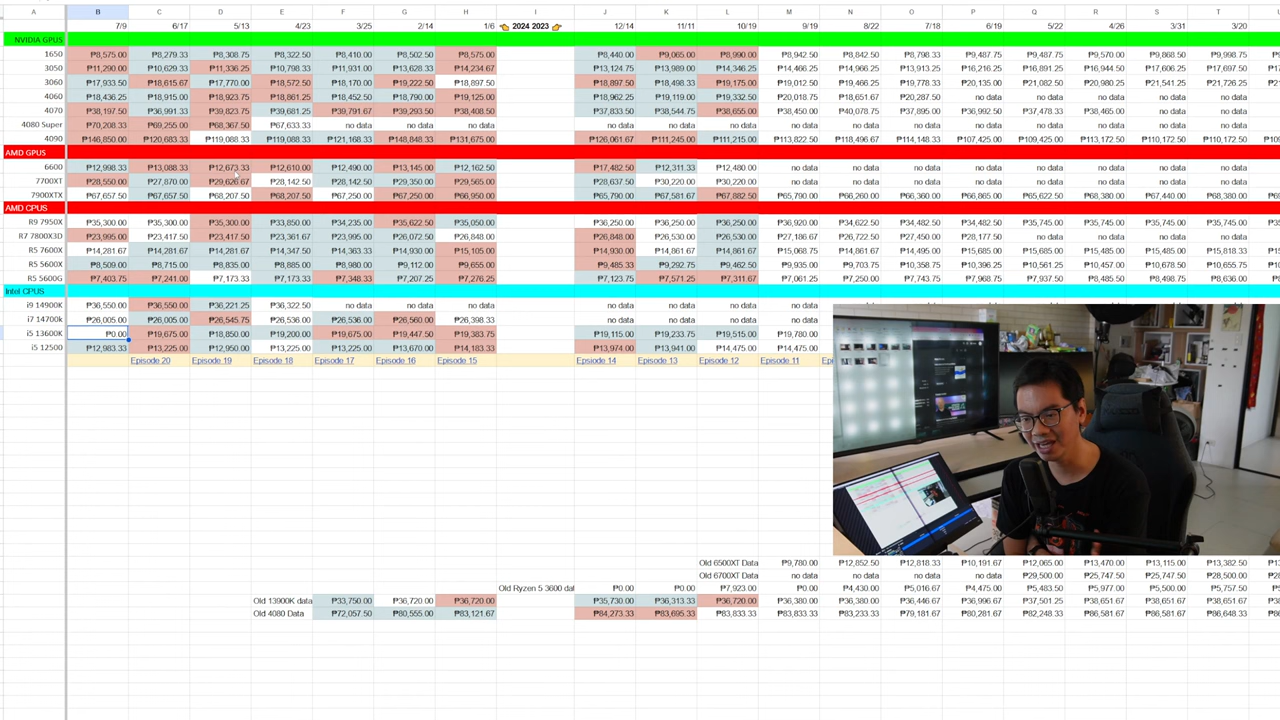 A B C D E F G H I J K L M N O P Q R S T
7/9 6/17 5/13 4/23 3/25 2/14 1/6 2024 2023 12/14 11/11 10/19 9/19 8/22 7/18 6/19 5/22 4/26 3/31 3/20
NVIDIA GPUS
1650 ₱8,575.00 ₱8,279.33 ₱8,308.75 ₱8,322.50 ₱8,410.00 ₱8,502.50 ₱8,575.00 ₱8,440.00 ₱9,065.00 ₱8,990.00 ₱8,942.50 ₱8,842.50 ₱8,798.33 ₱9,487.75 ₱9,487.75 ₱9,570.00 ₱9,868.50 ₱9,998.75
3050 ₱11,290.00 ₱10,629.33 ₱11,336.25 ₱10,798.33 ₱11,931.00 ₱13,628.00 ₱14,234.67 ₱13,124.75 ₱13,989.00 ₱14,346.25 ₱14,466.25 ₱14,966.25 ₱14,913.75 ₱16,216.25 ₱16,891.25 ₱16,944.50 ₱17,606.25 ₱17,697.50
3060 ₱17,933.50 ₱18,615.67 ₱17,770.00 ₱18,572.50 ₱18,170.00 ₱19,222.50 ₱18,897.50 ₱18,897.50 ₱18,498.33 ₱19,175.00 ₱19,012.50 ₱19,466.25 ₱19,778.33 ₱20,135.00 ₱21,082.50 ₱20,980.25 ₱21,541.25 ₱21,726.25
4060 ₱18,436.25 ₱18,915.00 ₱18,923.75 ₱18,861.25 ₱18,452.50 ₱18,790.00 ₱19,125.00 ₱18,962.25 ₱19,119.00 ₱19,332.50 ₱20,018.75 ₱18,651.67 ₱20,287.50 no data no data no data no data no data
4070 ₱38,197.50 ₱36,991.33 ₱39,823.75 ₱39,681.25 ₱39,791.67 ₱39,293.50 ₱38,408.50 ₱37,833.50 ₱38,544.75 ₱38,655.00 ₱38,450.00 ₱40,078.75 ₱37,895.00 ₱36,992.50 ₱37,478.33 ₱38,465.00 no data no data
4080 Super ₱70,208.33 ₱69,255.00 ₱68,367.50 ₱67,633.33 no data no data no data no data no data no data no data no data no data no data no data no data no data no data
4090 ₱146,850.00 ₱120,683.33 ₱119,088.33 ₱119,088.33 ₱121,168.33 ₱148,848.33 ₱131,675.00 ₱126,061.67 ₱111,245.00 ₱111,215.00 ₱113,822.50 ₱118,496.67 ₱114,148.33 ₱107,425.00 ₱109,425.00 ₱110,172.50 ₱110,172.50 ₱110,172.50
AMD GPUS
6600 ₱12,998.33 ₱13,088.33 ₱12,673.33 ₱12,610.00 ₱12,490.00 ₱13,145.00 ₱12,162.50 ₱17,482.50 ₱12,311.33 ₱12,480.00 no data no data no data no data no data no data no data no data
7700XT ₱28,550.00 ₱27,870.00 ₱29,626.67 ₱28,142.50 ₱28,142.50 ₱29,350.00 ₱29,565.00 ₱28,637.50 ₱30,220.00 ₱30,220.00 no data no data no data no data no data no data no data no data
7900XTX ₱67,657.50 ₱68,207.50 ₱68,207.50 ₱68,207.50 ₱67,250.00 ₱67,250.00 ₱66,950.00 ₱65,790.00 ₱67,581.67 ₱67,882.50 ₱65,790.00 ₱66,260.00 ₱66,360.00 ₱66,865.00 ₱65,622.50 ₱68,380.00 ₱67,440.00 ₱68,380.00
AMD CPUS
R9 7950X ₱35,300.00 ₱35,300.00 ₱35,300.00 ₱33,850.00 ₱34,235.00 ₱35,622.50 ₱35,050.00 ₱36,250.00 ₱36,250.00 ₱36,250.00 ₱36,920.00 ₱34,622.50 ₱34,482.50 ₱34,482.50 ₱35,745.00 ₱35,745.00 ₱35,745.00 ₱35,745.00
R7 7800X3D ₱23,995.00 ₱23,417.50 ₱23,417.50 ₱23,361.67 ₱23,995.00 ₱26,072.50 ₱26,848.00 ₱26,848.00 ₱26,530.00 ₱26,530.00 ₱27,186.67 ₱26,722.50 ₱27,450.00 ₱28,177.50 no data no data no data no data
R5 7600X ₱14,281.67 ₱14,281.67 ₱14,281.67 ₱14,347.50 ₱14,363.33 ₱14,930.00 ₱15,105.00 ₱14,930.00 ₱14,861.67 ₱14,507.50 ₱15,068.75 ₱14,861.67 ₱14,495.00 ₱15,685.00 ₱15,485.00 ₱15,485.00 ₱15,485.00 ₱15,818.33
R5 5600X ₱8,509.00 ₱8,715.00 ₱8,835.00 ₱8,885.00 ₱8,980.00 ₱9,112.00 ₱9,655.00 ₱9,485.33 ₱9,292.75 ₱9,462.50 ₱9,935.00 ₱9,703.75 ₱10,358.75 ₱10,396.25 ₱10,561.25 ₱10,457.00 ₱10,678.50 ₱10,655.75
R5 5600G ₱7,403.75 ₱7,241.00 ₱7,173.33 ₱7,173.33 ₱7,348.33 ₱7,207.25 ₱7,276.25 ₱7,123.75 ₱7,571.25 ₱7,311.67 ₱7,061.25 ₱7,250.00 ₱7,743.75 ₱7,537.50 ₱7,937.50 ₱8,485.50 ₱8,371.25 ₱8,636.00
Intel CPUS
i9 14900K ₱36,550.00 ₱36,550.00 ₱36,221.25 ₱36,322.50 no data no data no data no data no data no data no data
i7 14700k ₱26,005.00 ₱26,005.00 ₱26,545.75 ₱26,536.00 ₱26,536.00 ₱26,560.00 ₱26,398.33 no data no data no data no data
i5 13600K ₱0.00 ₱19,675.00 ₱18,850.00 ₱19,200.00 ₱19,675.00 ₱19,447.50 ₱19,383.75 ₱19,115.00 ₱19,233.75 ₱19,515.00 ₱19,780.00
i5 12500 ₱12,983.33 ₱13,225.00 ₱12,950.00 ₱13,225.00 ₱13,225.00 ₱13,670.00 ₱14,183.33 ₱13,974.00 ₱13,941.00 ₱14,475.00 ₱14,475.00
Episode 20 Episode 19 Episode 18 Episode 17 Episode 16 Episode 15 Episode 14 Episode 13 Episode 12 Episode 11
Old 6500XT Data ₱9,780.00 ₱12,852.50 ₱12,818.33 ₱10,191.67 ₱12,065.00 ₱13,470.00 ₱13,115.00 ₱13,382.50
Old 6700XT Data no data no data no data no data ₱29,500.00 ₱25,747.50 ₱25,747.50 ₱28,500.00
Old Ryzen 5 3600 dat ₱0.00 ₱0.00 ₱7,923.00 ₱0.00 ₱4,430.00 ₱5,016.67 ₱4,475.00 ₱5,483.50 ₱5,977.00 ₱5,500.00 ₱5,757.50
Old 13900K data ₱33,750.00 ₱36,720.00 ₱36,720.00 ₱35,730.00 ₱36,313.33 ₱36,720.00 ₱36,380.00 ₱36,380.00 ₱36,446.67 ₱36,996.67 ₱37,501.25 ₱38,651.67 ₱38,651.67 ₱38,651.67
Old 4080 Data ₱72,057.50 ₱80,555.00 ₱83,121.67 ₱84,273.33 ₱83,695.33 ₱83,833.33 ₱83,833.33 ₱83,233.33 ₱79,181.67 ₱80,281.67 ₱82,248.33 ₱86,581.67 ₱86,581.67 ₱86,648.33